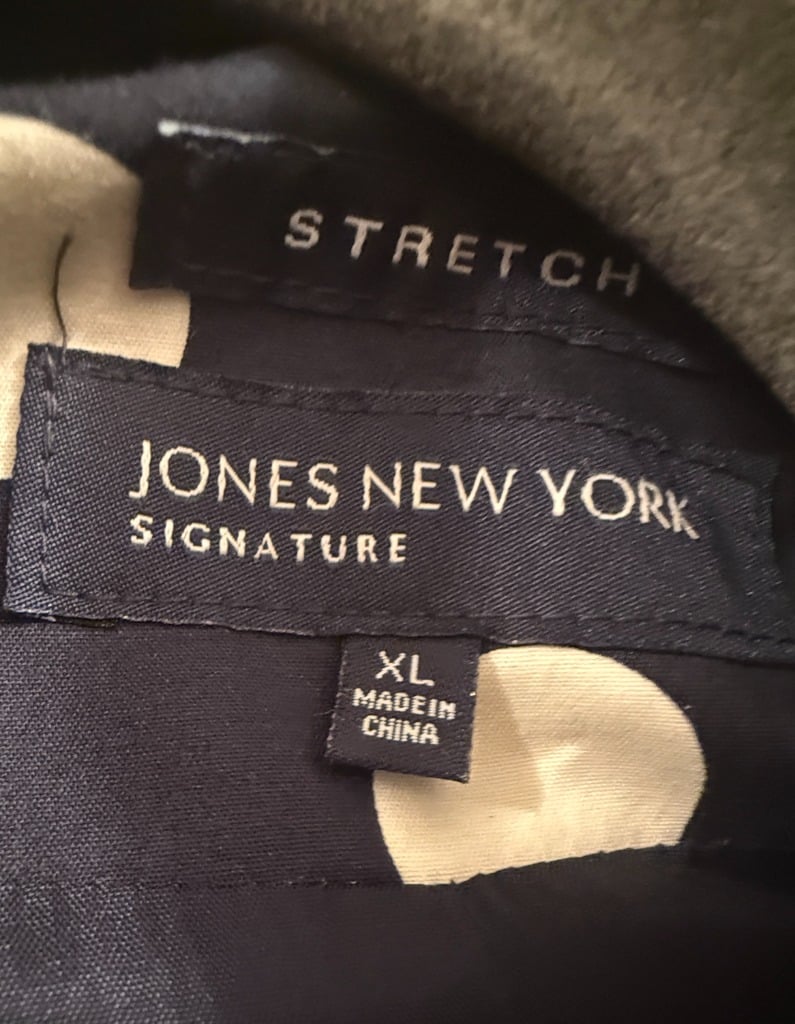 STRETCH
JONES NEW YORK
SIGNATURE
XL
MADE IN
CHINA